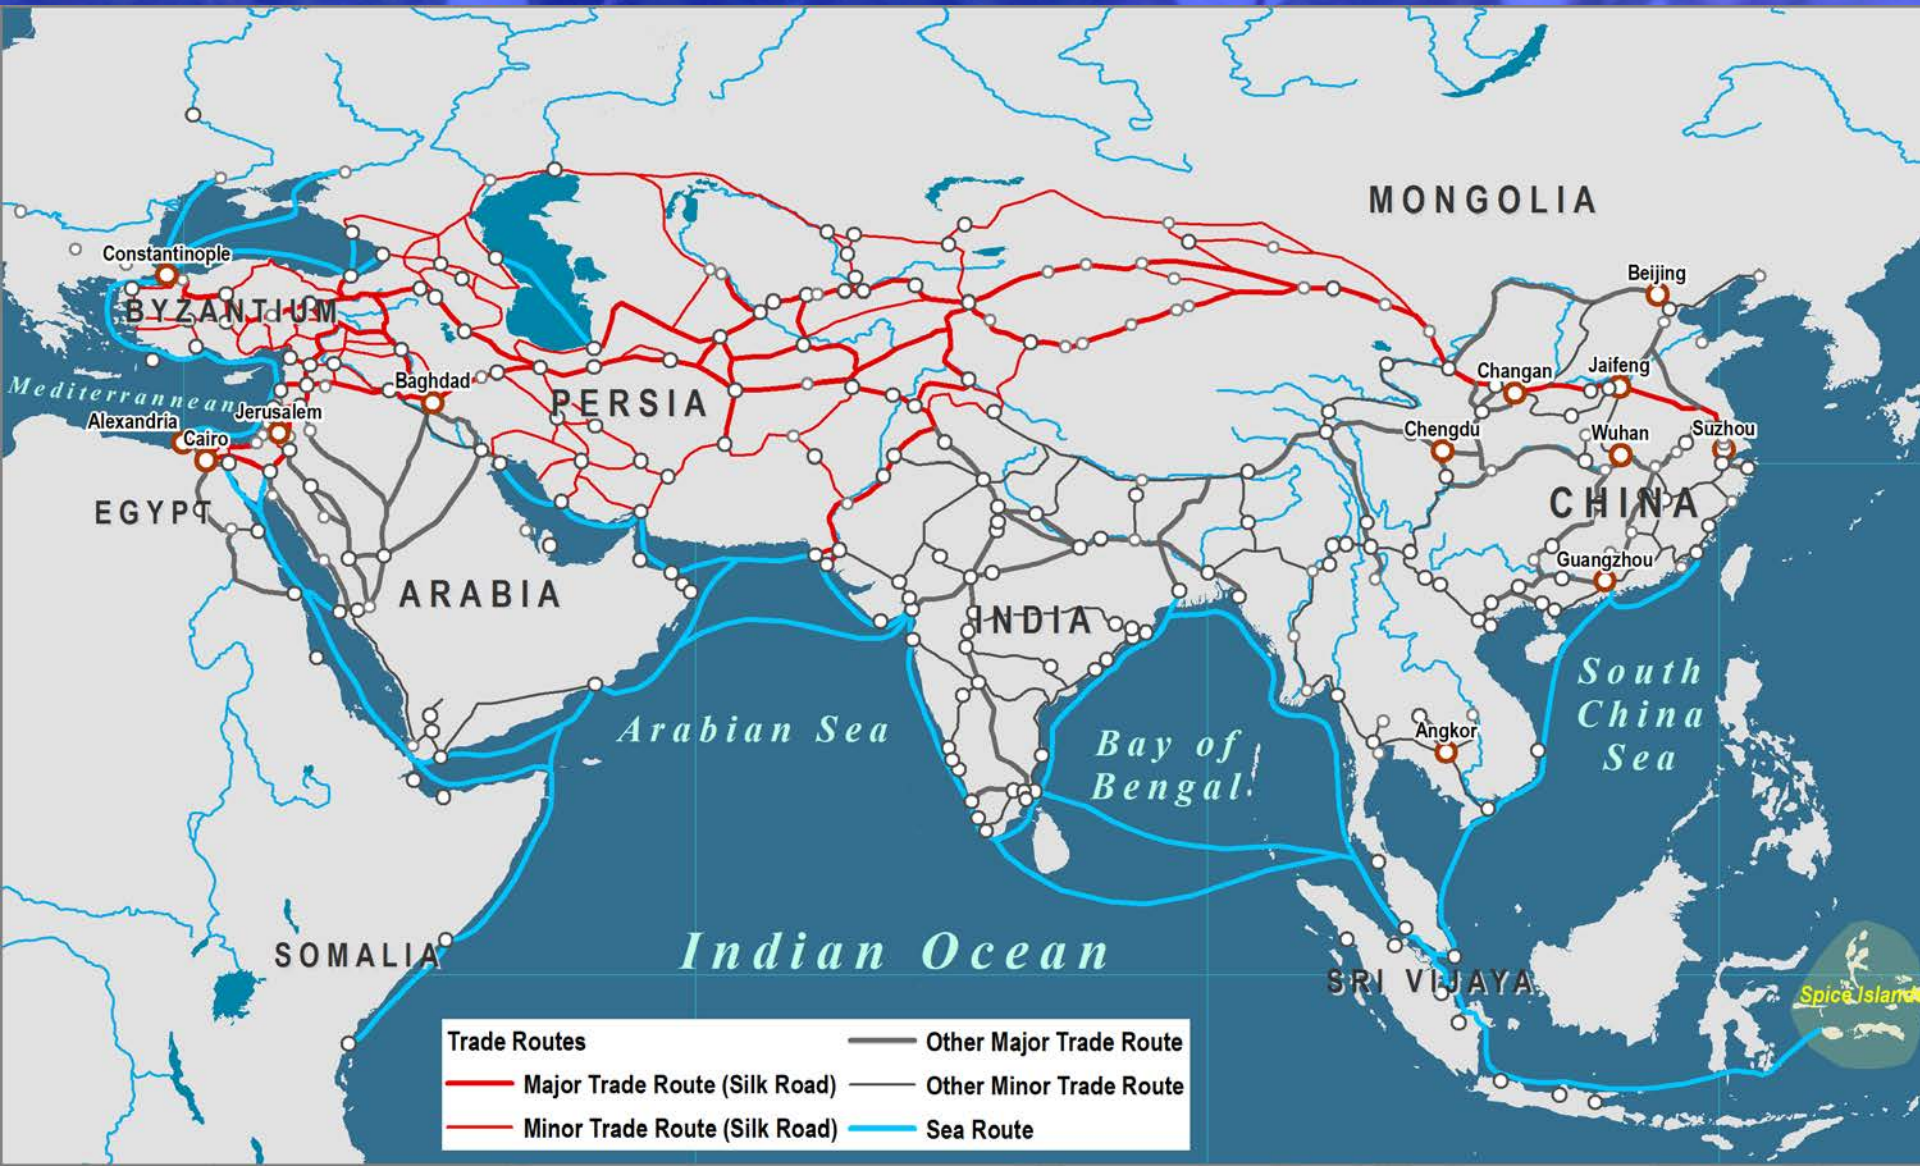 MONGOLIA
Constantinople
BYZANTIUM
Beijing
Mediterranean
Baghdad
PERSIA
Changan
Jaifeng
Alexandria
Jerusalem
Cairo
Chengdu
Wuhan
Suzhou
EGYPT
CHINA
Guangzhou
ARABIA
INDIA
South
China
Sea
Arabian Sea
Bay of
Bengal
Angkor
Indian Ocean
SOMALIA
SRI VIJAYA
Spice Island
Trade Routes
Major Trade Route (Silk Road)
Minor Trade Route (Silk Road)
Other Major Trade Route
Other Minor Trade Route
Sea Route